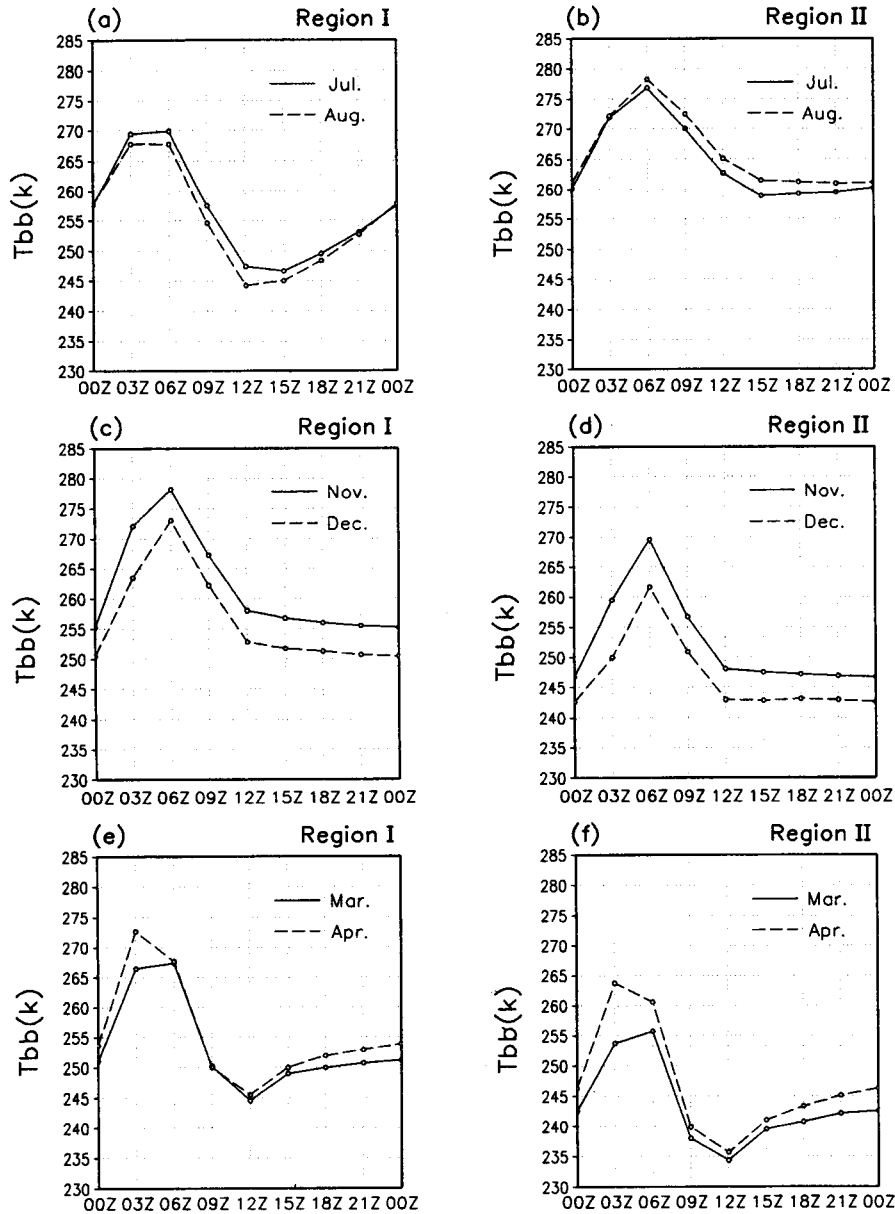 (a) Region I
285
280
275
270
265
260
255
250
245
240
235
230
Tbb(k)
Jul.
Aug.
00Z 03Z 06Z 09Z 12Z 15Z 18Z 21Z 00Z
(b) Region II
285
280
275
270
265
260
255
250
245
240
235
230
Tbb(k)
Jul.
Aug.
00Z 03Z 06Z 09Z 12Z 15Z 18Z 21Z 00Z
(c) Region I
285
280
275
270
265
260
255
250
245
240
235
230
Tbb(k)
Nov.
Dec.
00Z 03Z 06Z 09Z 12Z 15Z 18Z 21Z 00Z
(d) Region II
285
280
275
270
265
260
255
250
245
240
235
230
Tbb(k)
Nov.
Dec.
00Z 03Z 06Z 09Z 12Z 15Z 18Z 21Z 00Z
(e) Region I
285
280
275
270
265
260
255
250
245
240
235
230
Tbb(k)
Mar.
Apr.
00Z 03Z 06Z 09Z 12Z 15Z 18Z 21Z 00Z
(f) Region II
285
280
275
270
265
260
255
250
245
240
235
230
Tbb(k)
Mar.
Apr.
00Z 03Z 06Z 09Z 12Z 15Z 18Z 21Z 00Z